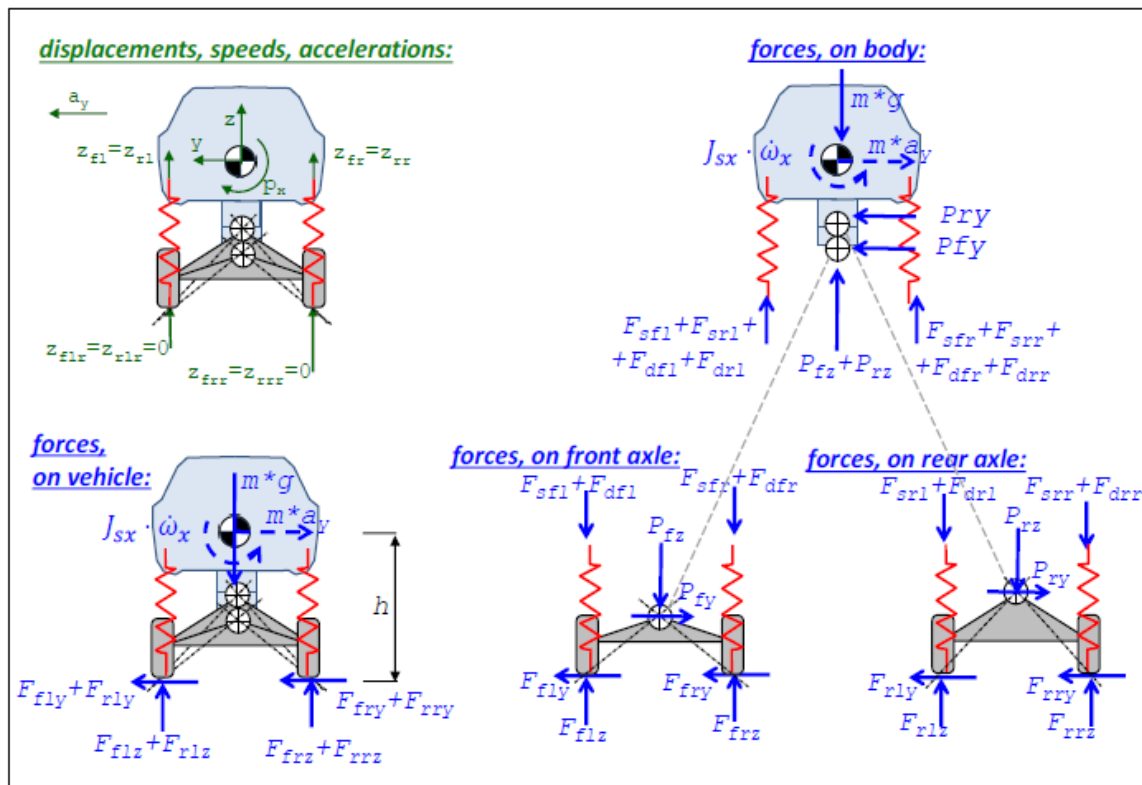 displacements, speeds, accelerations:
a_y
z
y
z_fl=z_rl
z_fr=z_rr
p_x
z_flr=z_rlr=0
z_frr=z_rrr=0
forces, on body:
m*g
J_sx · ω̇_x
m*a_y
Pry
Pfy
F_sfl+F_srl+
+F_dfl+F_drl
P_fz+P_rz
F_sfr+F_srr+
+F_dfr+F_drr
forces,
on vehicle:
m*g
J_sx · ω̇_x
m*a_y
h
F_fly+F_rly
F_fry+F_rry
F_flz+F_rlz
F_frz+F_rrz
forces, on front axle:
F_sfl+F_dfl
F_sfr+F_dfr
P_fz
P_fy
F_fly
F_fry
F_flz
F_frz
forces, on rear axle:
F_srl+F_drl
F_srr+F_drr
P_rz
P_ry
F_rly
F_rry
F_rlz
F_rrz